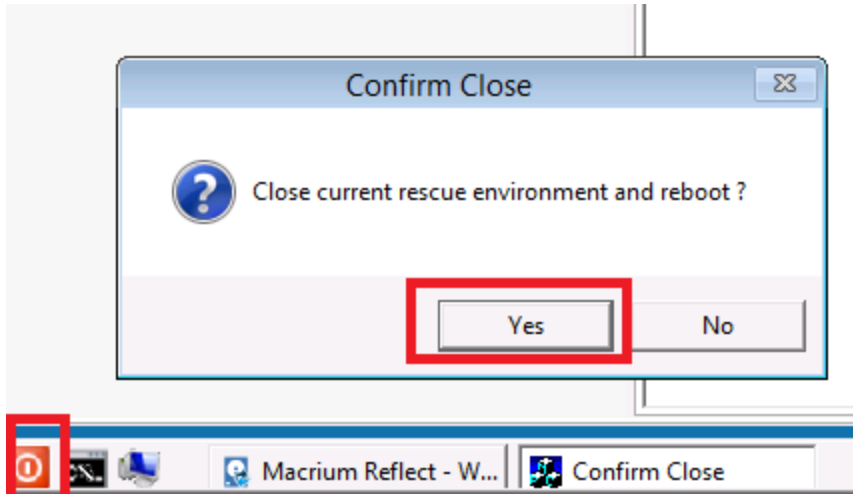 Confirm Close
Close current rescue environment and reboot ?
Yes
No
Macrium Reflect - W...
Confirm Close